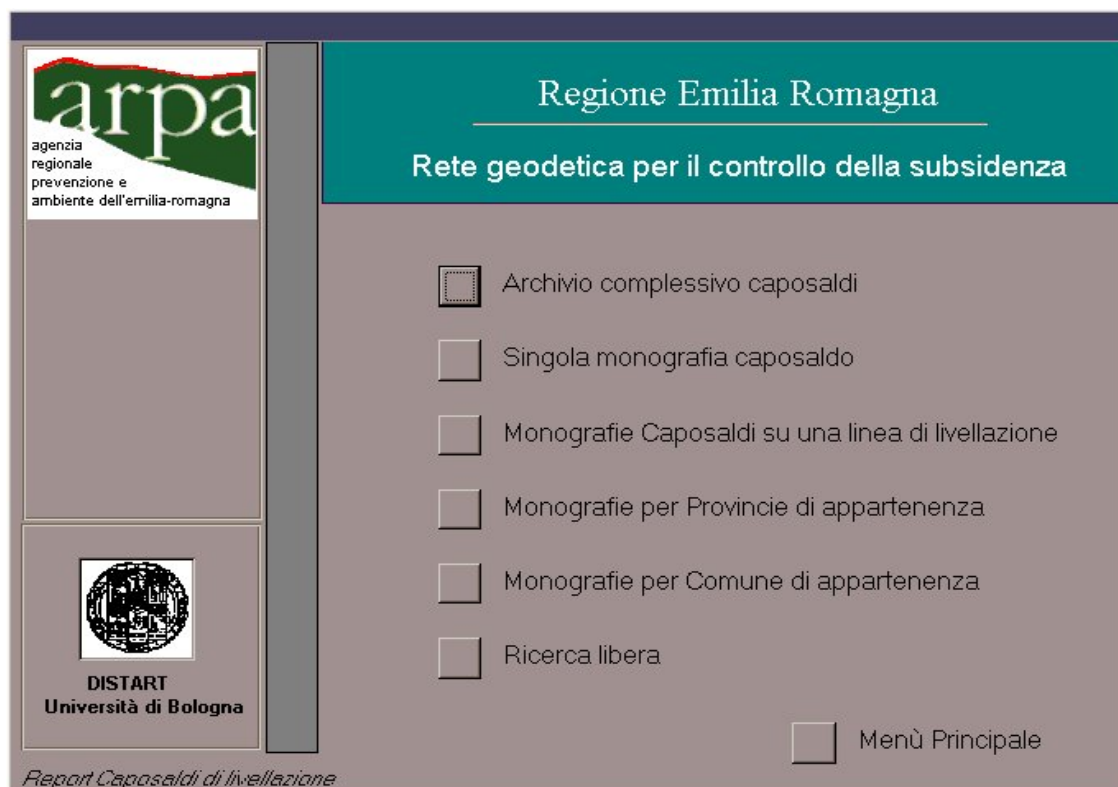 arpa
agenzia
regionale
prevenzione e
ambiente dell'emilia-romagna
Regione Emilia Romagna
Rete geodetica per il controllo della subsidenza
Archivio complessivo caposaldi
Singola monografia caposaldo
Monografie Caposaldi su una linea di livellazione
Monografie per Provincie di appartenenza
Monografie per Comune di appartenenza
Ricerca libera
Menù Principale
DISTART
Università di Bologna
Report Caposaldi di livellazione